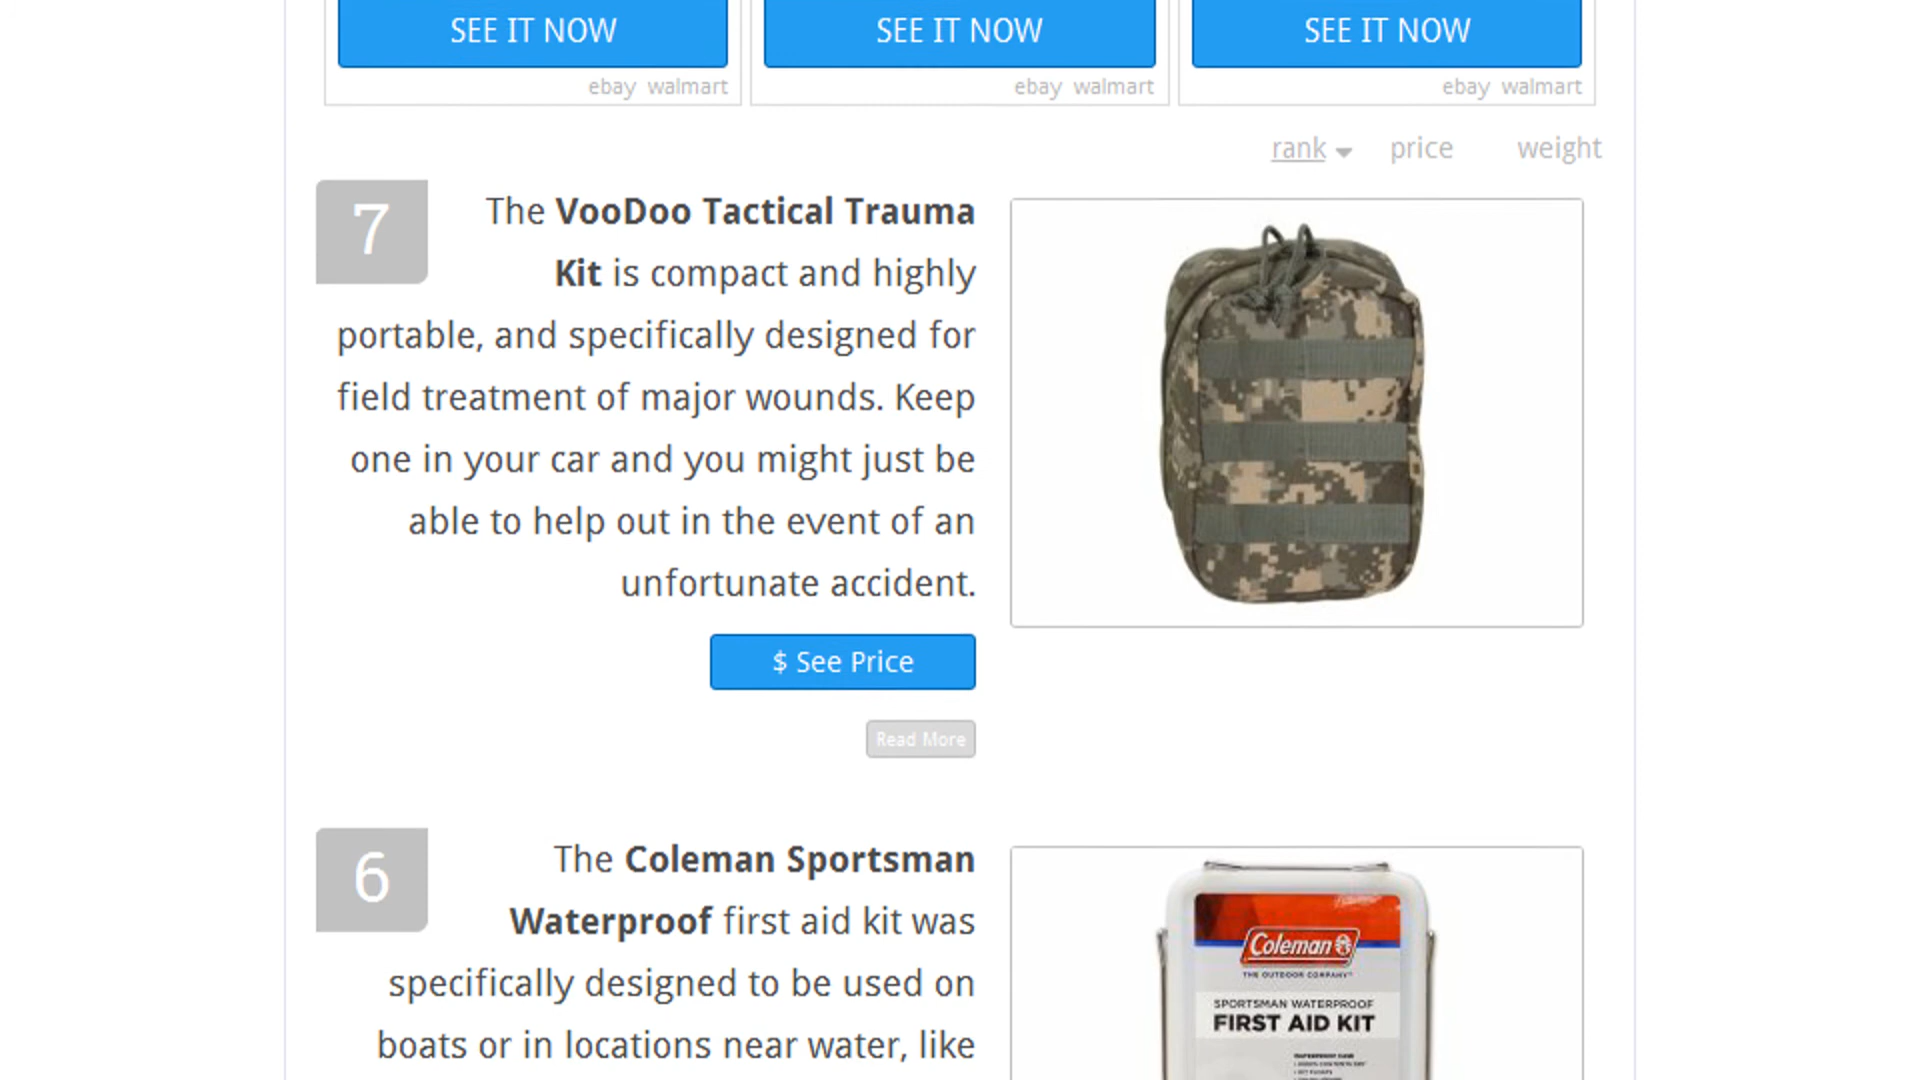 SEE IT NOW SEE IT NOW SEE IT NOW
ebay walmart ebay walmart ebay walmart
rank price weight
7
The VooDoo Tactical Trauma
Kit is compact and highly
portable, and specifically designed for
field treatment of major wounds. Keep
one in your car and you might just be
able to help out in the event of an
unfortunate accident.
$ See Price
Read More
6
The Coleman Sportsman
Waterproof first aid kit was
specifically designed to be used on
boats or in locations near water, like
Coleman
THE OUTDOOR COMPANY
SPORTSMAN WATERPROOF
FIRST AID KIT